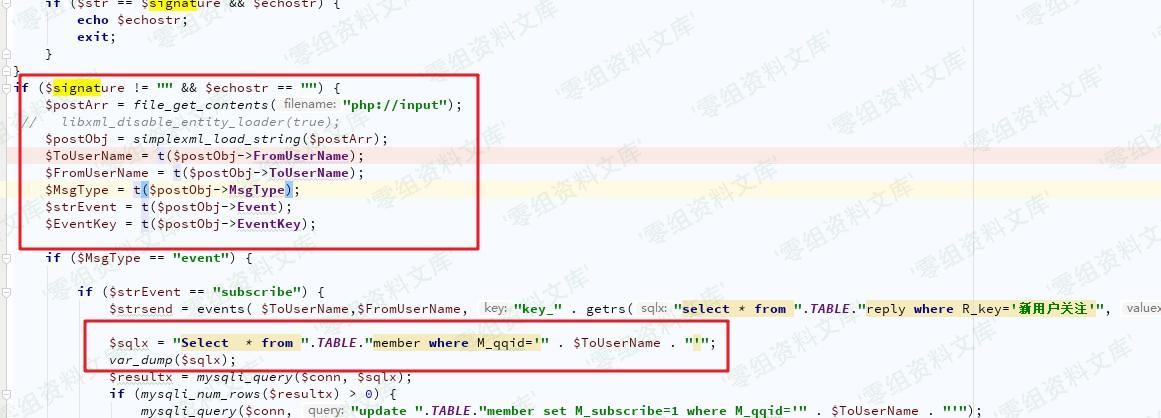 if ($str == $signature && $echostr) {
echo $echostr;
exit;
}
}
if ($signature != "" && $echostr == "") {
$postArr = file_get_contents( filename: "php://input");
// libxml_disable_entity_loader(true);
$postObj = simplexml_load_string($postArr);
$ToUserName = t($postObj->FromUserName);
$FromUserName = t($postObj->ToUserName);
$MsgType = t($postObj->MsgType);
$strEvent = t($postObj->Event);
$EventKey = t($postObj->EventKey);
if ($MsgType == "event") {
if ($strEvent == "subscribe") {
$strsend = events( $ToUserName,$FromUserName, key: "key_" . getrs( sqlx: "select * from ".TABLE."reply where R_key='新用户关注'", valuex
$sqlx = "Select  * from ".TABLE."member where M_qqid='" . $ToUserName . "'";
var_dump($sqlx);
$resultx = mysqli_query($conn, $sqlx);
if (mysqli_num_rows($resultx) > 0) {
mysqli_query($conn, query: "update ".TABLE."member set M_subscribe=1 where M_qqid='" . $ToUserName . "'");
'零组资料文库'